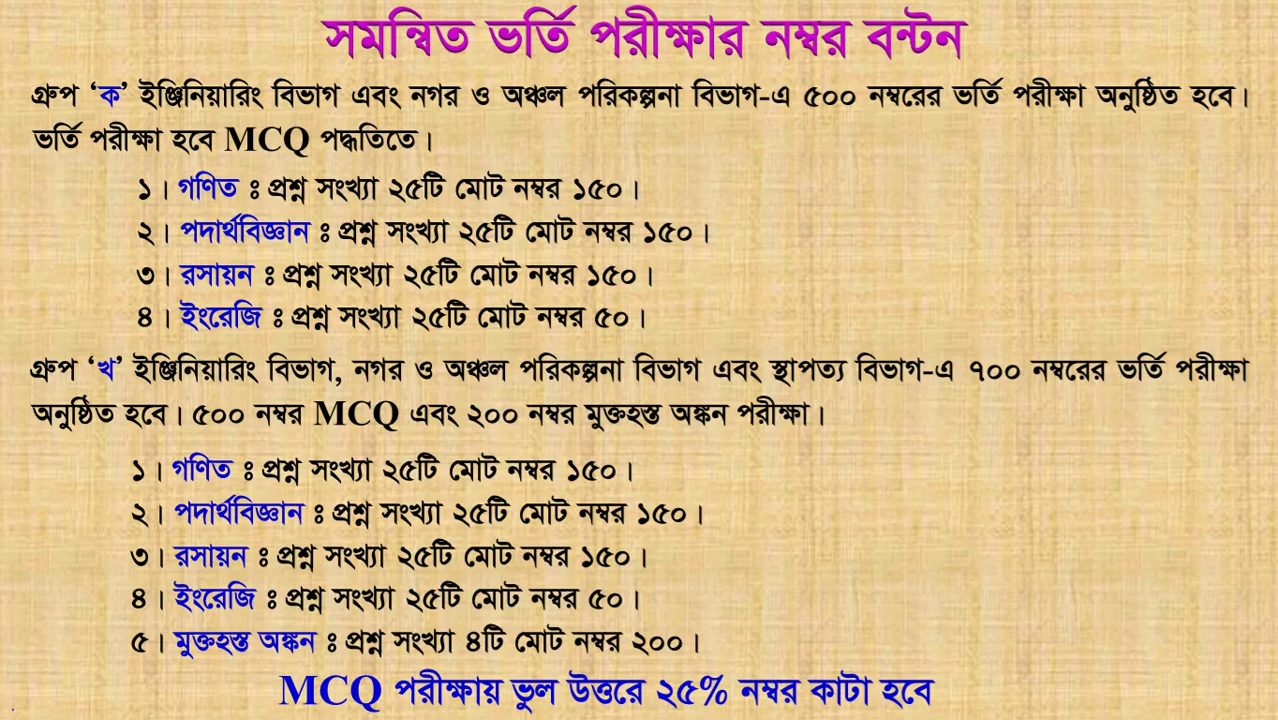 সমন্বিত ভর্তি পরীক্ষার নম্বর বন্টন
গ্রুপ ‘ক’ ইঞ্জিনিয়ারিং বিভাগ এবং নগর ও অঞ্চল পরিকল্পনা বিভাগ-এ ৫০০ নম্বরের ভর্তি পরীক্ষা অনুষ্ঠিত হবে।
ভর্তি পরীক্ষা হবে MCQ পদ্ধতিতে।
১। গণিত ঃ প্রশ্ন সংখ্যা ২৫টি মোট নম্বর ১৫০।
২। পদার্থবিজ্ঞান ঃ প্রশ্ন সংখ্যা ২৫টি মোট নম্বর ১৫০।
৩। রসায়ন ঃ প্রশ্ন সংখ্যা ২৫টি মোট নম্বর ১৫০।
৪। ইংরেজি ঃ প্রশ্ন সংখ্যা ২৫টি মোট নম্বর ৫০।
গ্রুপ ‘খ’ ইঞ্জিনিয়ারিং বিভাগ, নগর ও অঞ্চল পরিকল্পনা বিভাগ এবং স্থাপত্য বিভাগ-এ ৭০০ নম্বরের ভর্তি পরীক্ষা
অনুষ্ঠিত হবে। ৫০০ নম্বর MCQ এবং ২০০ নম্বর মুক্তহস্ত অঙ্কন পরীক্ষা।
১। গণিত ঃ প্রশ্ন সংখ্যা ২৫টি মোট নম্বর ১৫০।
২। পদার্থবিজ্ঞান ঃ প্রশ্ন সংখ্যা ২৫টি মোট নম্বর ১৫০।
৩। রসায়ন ঃ প্রশ্ন সংখ্যা ২৫টি মোট নম্বর ১৫০।
৪। ইংরেজি ঃ প্রশ্ন সংখ্যা ২৫টি মোট নম্বর ৫০।
৫। মুক্তহস্ত অঙ্কন ঃ প্রশ্ন সংখ্যা ৪টি মোট নম্বর ২০০।
MCQ পরীক্ষায় ভুল উত্তরে ২৫% নম্বর কাটা হবে